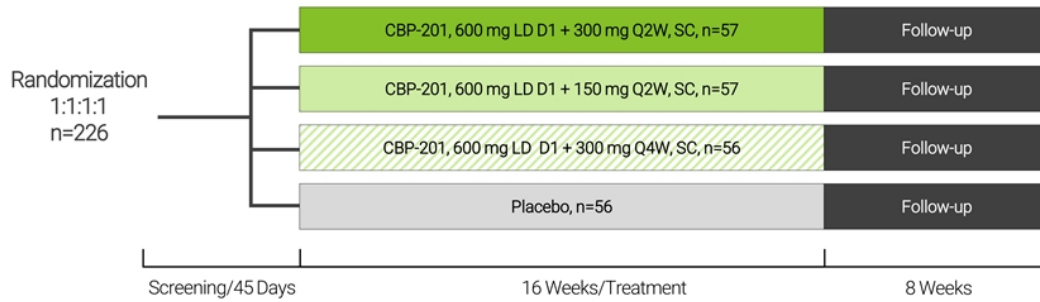 Randomization
1:1:1:1
n=226
CBP-201, 600 mg LD D1 + 300 mg Q2W, SC, n=57
Follow-up
CBP-201, 600 mg LD D1 + 150 mg Q2W, SC, n=57
Follow-up
CBP-201, 600 mg LD D1 + 300 mg Q4W, SC, n=56
Follow-up
Placebo, n=56
Follow-up
Screening/45 Days
16 Weeks/Treatment
8 Weeks